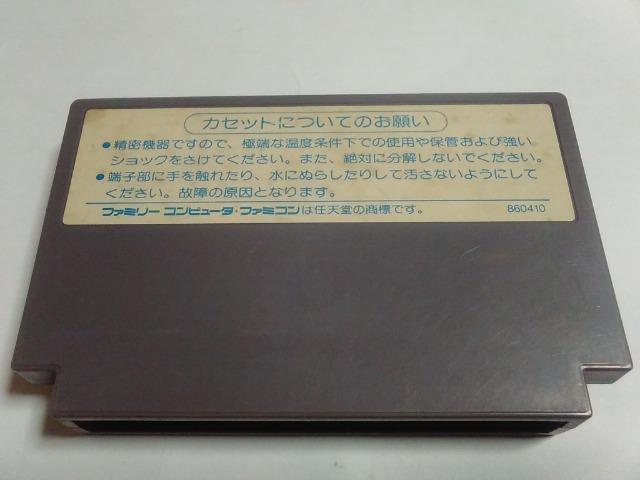 カセットについてのお願い
●精密機器ですので、極端な温度条件下での使用や保管および強い
ショックをさけてください。また、絶対に分解しないでください。
●端子部に手を触れたり、水にぬらしたりして汚さないようにして
ください。故障の原因となります。
ファミリーコンピュータ・ファミコンは任天堂の商標です。 860410